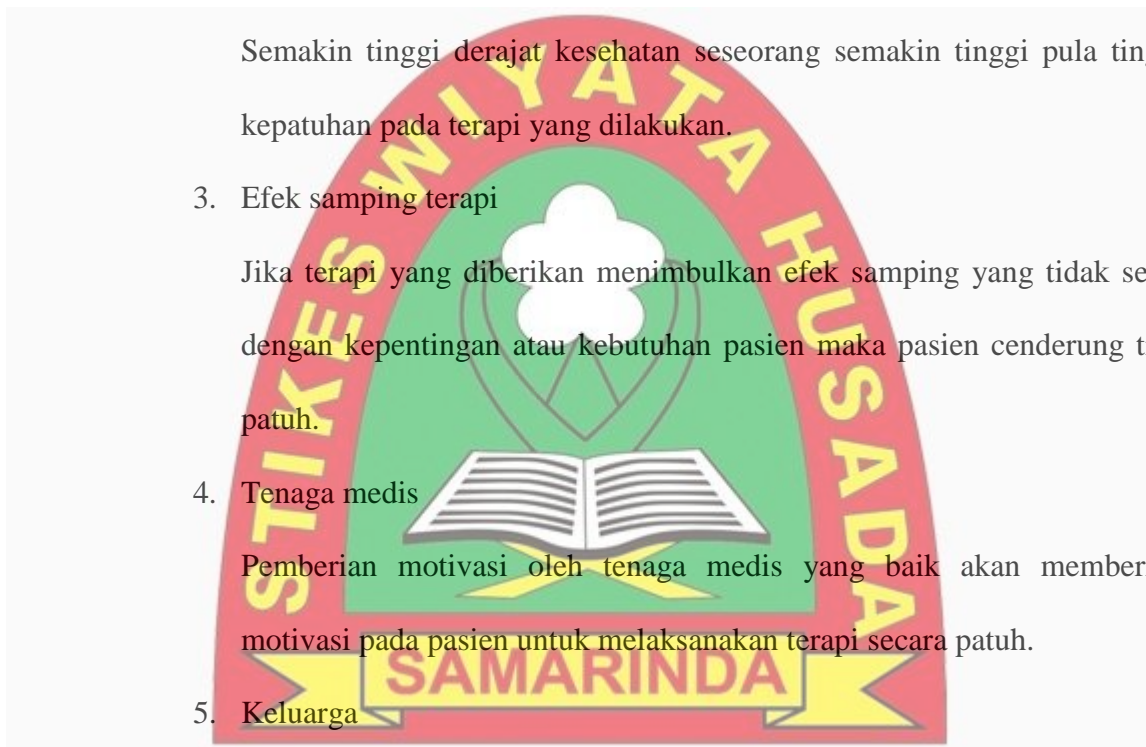 Semakin tinggi derajat kesehatan seseorang semakin tinggi pula
kepatuhan pada terapi yang dilakukan.
3. Efek samping terapi
Jika terapi yang diberikan menimbulkan efek samping yang tidak
dengan kepentingan atau kebutuhan pasien maka pasien cenderung
patuh.
4. Tenaga medis
Pemberian motivasi oleh tenaga medis yang baik akan
motivasi pada pasien untuk melaksanakan terapi secara patuh.
5. Keluarga
STIKES WIYATA HUSADA
SAMARINDA